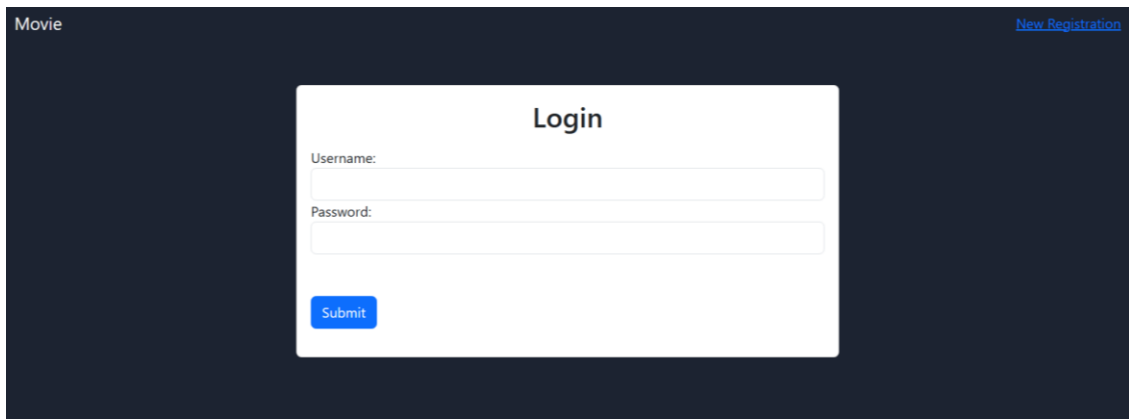 Movie
New Registration
Login
Username:
Password:
Submit